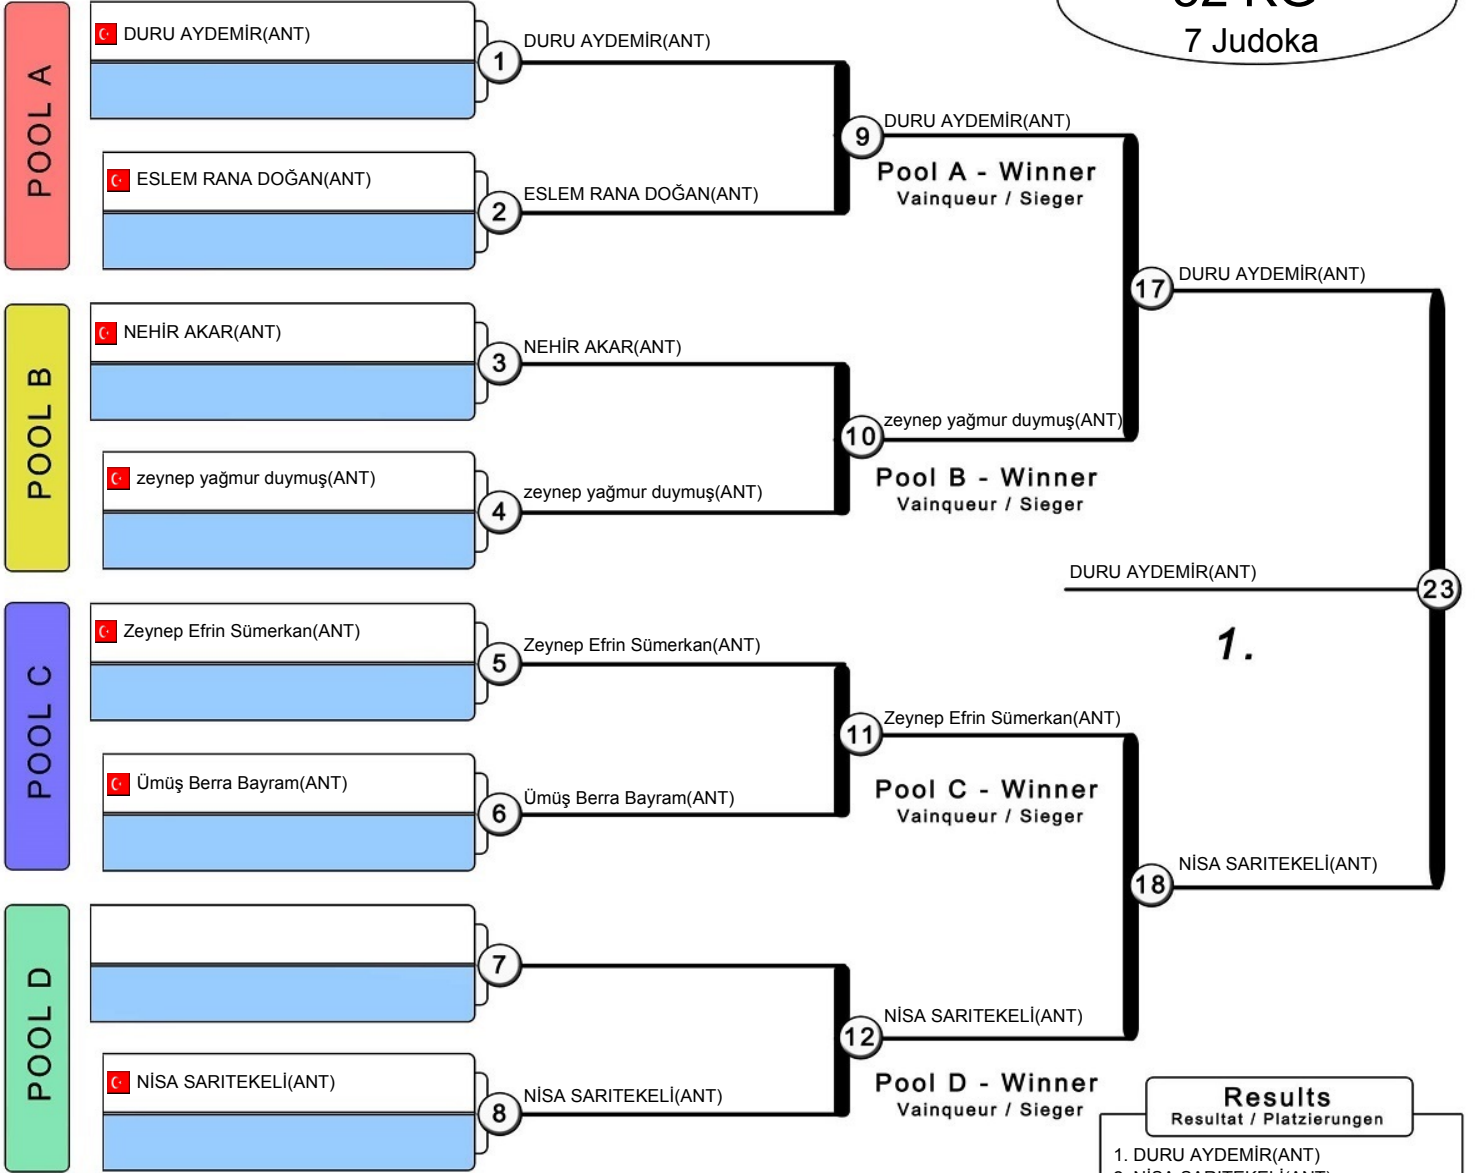 7 Judoka
POOL A
DURU AYDEMİR(ANT)
1
DURU AYDEMİR(ANT)
ESLEM RANA DOĞAN(ANT)
2
ESLEM RANA DOĞAN(ANT)
9
DURU AYDEMİR(ANT)
Pool A - Winner
Vainqueur / Sieger
POOL B
NEHİR AKAR(ANT)
3
NEHİR AKAR(ANT)
zeynep yağmur duymuş(ANT)
4
zeynep yağmur duymuş(ANT)
10
zeynep yağmur duymuş(ANT)
Pool B - Winner
Vainqueur / Sieger
17
DURU AYDEMİR(ANT)
DURU AYDEMİR(ANT)
23
1.
POOL C
Zeynep Efrin Sümerkan(ANT)
5
Zeynep Efrin Sümerkan(ANT)
Ümüş Berra Bayram(ANT)
6
Ümüş Berra Bayram(ANT)
11
Zeynep Efrin Sümerkan(ANT)
Pool C - Winner
Vainqueur / Sieger
18
NİSA SARITEKELİ(ANT)
POOL D
7
NİSA SARITEKELİ(ANT)
8
NİSA SARITEKELİ(ANT)
12
NİSA SARITEKELİ(ANT)
Pool D - Winner
Vainqueur / Sieger
Results
Resultat / Platzierungen
1. DURU AYDEMİR(ANT)